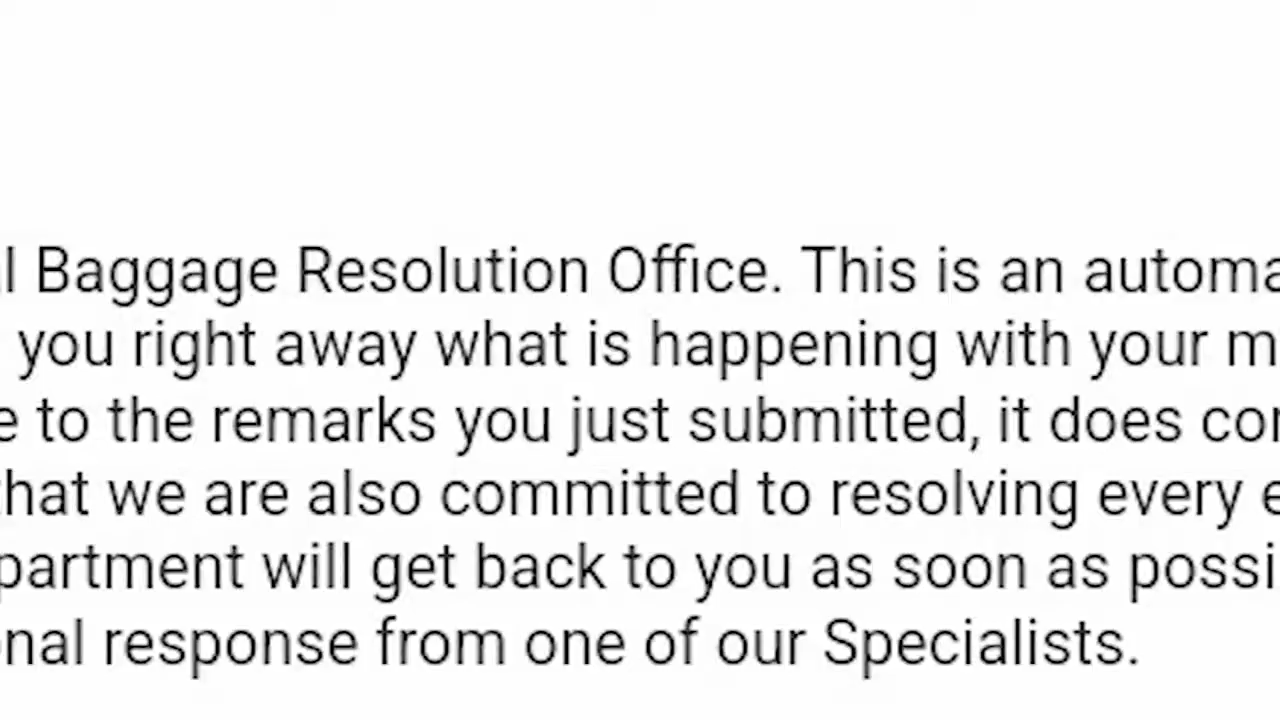 l Baggage Resolution Office. This is an automa
you right away what is happening with your m
e to the remarks you just submitted, it does con
hat we are also committed to resolving every e
partment will get back to you as soon as possi
onal response from one of our Specialists.